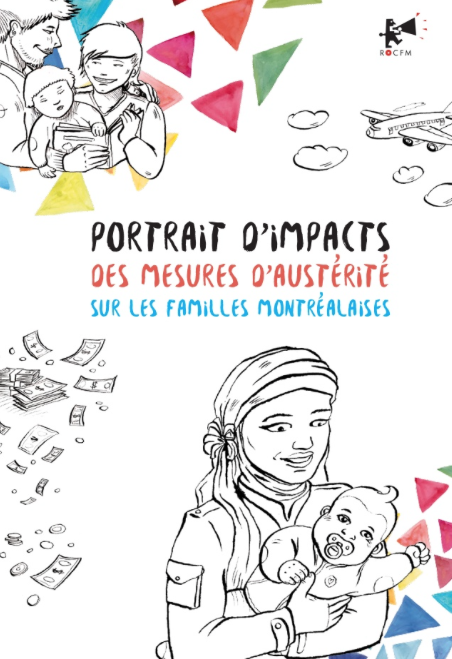 ROCFM
PORTRAIT D'IMPACTS
DES MESURES D'AUSTÉRITÉ
SUR LES FAMILLES MONTRÉALAISES